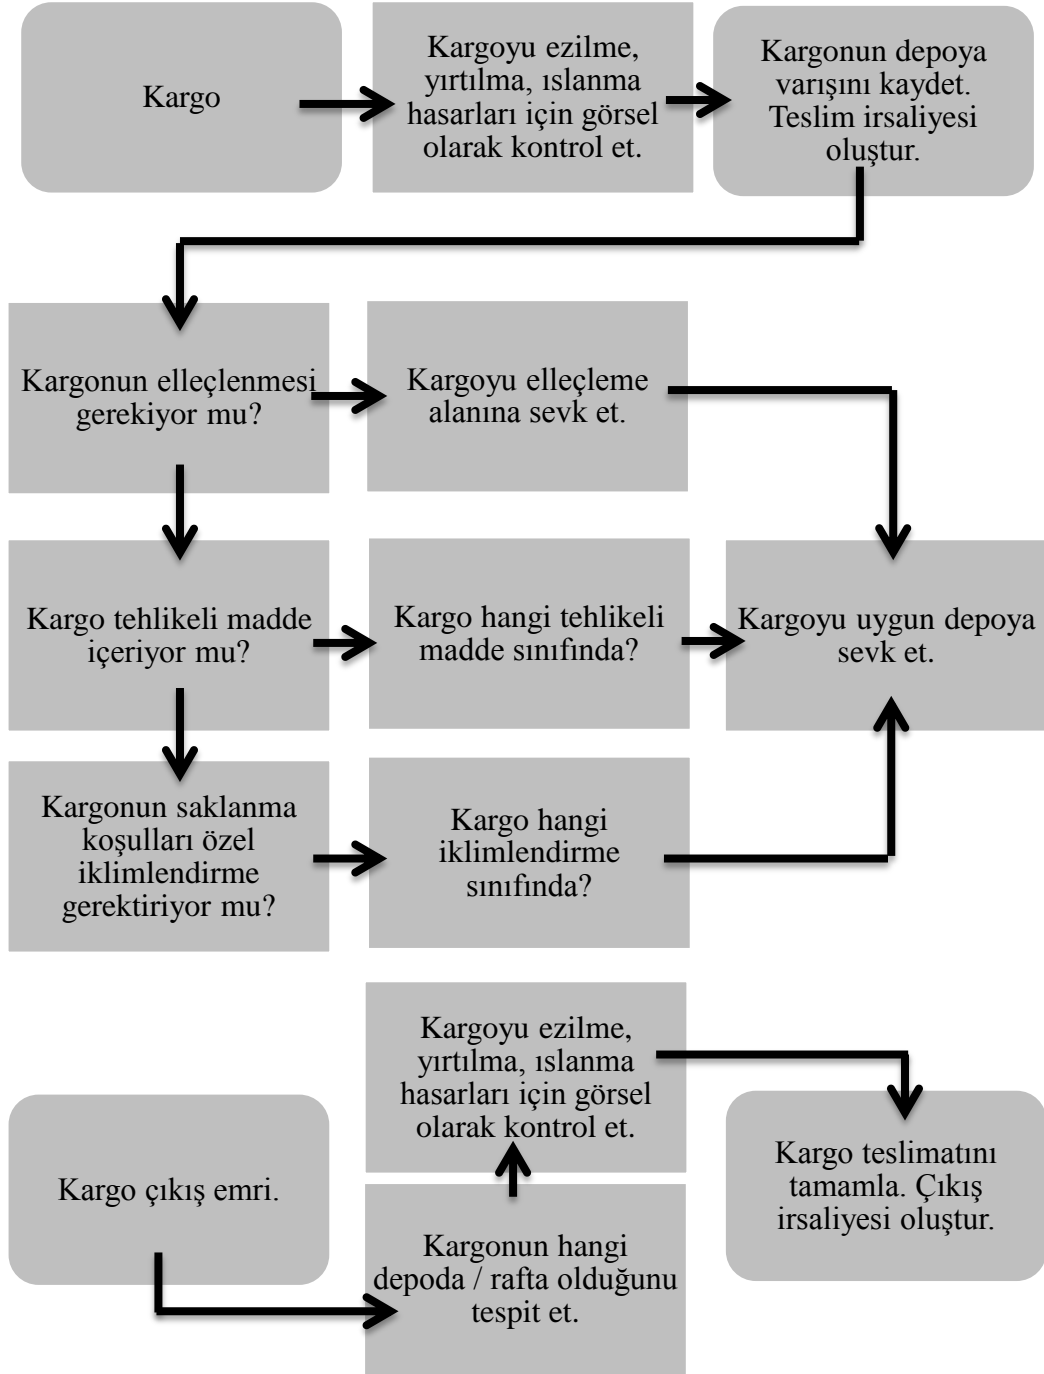 Kargo
Kargoyu ezilme,
yırtılma, ıslanma
hasarları için görsel
olarak kontrol et.
Kargonun depoya
varışını kaydet.
Teslim irsaliyesi
oluştur.
Kargonun elleçlenmesi
gerekiyor mu?
Kargoyu elleçleme
alanına sevk et.
Kargo tehlikeli madde
içeriyor mu?
Kargo hangi tehlikeli
madde sınıfında?
Kargoyu uygun depoya
sevk et.
Kargonun saklanma
koşulları özel
iklimlendirme
gerektiriyor mu?
Kargo hangi
iklimlendirme
sınıfında?
Kargo çıkış emri.
Kargonun hangi
depoda / rafta olduğunu
tespit et.
Kargoyu ezilme,
yırtılma, ıslanma
hasarları için görsel
olarak kontrol et.
Kargo teslimatını
tamamla. Çıkış
irsaliyesi oluştur.